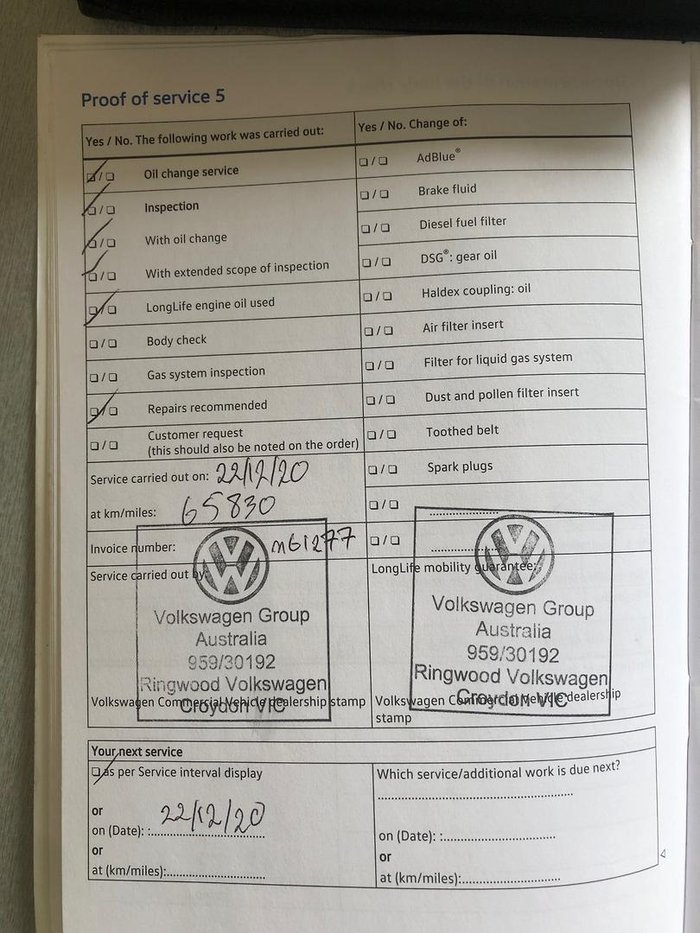 Proof of service 5
Yes / No. The following work was carried out:
☑ / ☐ Oil change service
☑ / ☐ Inspection
☑ / ☐ With oil change
☑ / ☐ With extended scope of inspection
☑ / ☐ LongLife engine oil used
☐ / ☐ Body check
☐ / ☐ Gas system inspection
☑ / ☐ Repairs recommended
☐ / ☐ Customer request
(this should also be noted on the order)
Service carried out on: 22/12/20
at km/miles: 65830
Invoice number: m61277
Service carried out by:
Volkswagen Group
Australia
959/30192
Ringwood Volkswagen
Croydon VIC
Volkswagen Commercial Vehicle dealership stamp
Yes / No. Change of:
☐ / ☐ AdBlue®
☐ / ☐ Brake fluid
☐ / ☐ Diesel fuel filter
☐ / ☐ DSG®: gear oil
☐ / ☐ Haldex coupling: oil
☐ / ☐ Air filter insert
☐ / ☐ Filter for liquid gas system
☐ / ☐ Dust and pollen filter insert
☐ / ☐ Toothed belt
☐ / ☐ Spark plugs
☐ / ☐ ....................
☐ / ☐ ....................
LongLife mobility guarantee:
Volkswagen Group
Australia
959/30192
Ringwood Volkswagen
Croydon VIC
Volkswagen Commercial Vehicle dealership
stamp
Your next service
☑ as per Service interval display
or
on (Date): :.................... 22/12/20
or
at (km/miles):....................
Which service/additional work is due next?
..................................................
on (Date): :....................
or
at (km/miles):....................